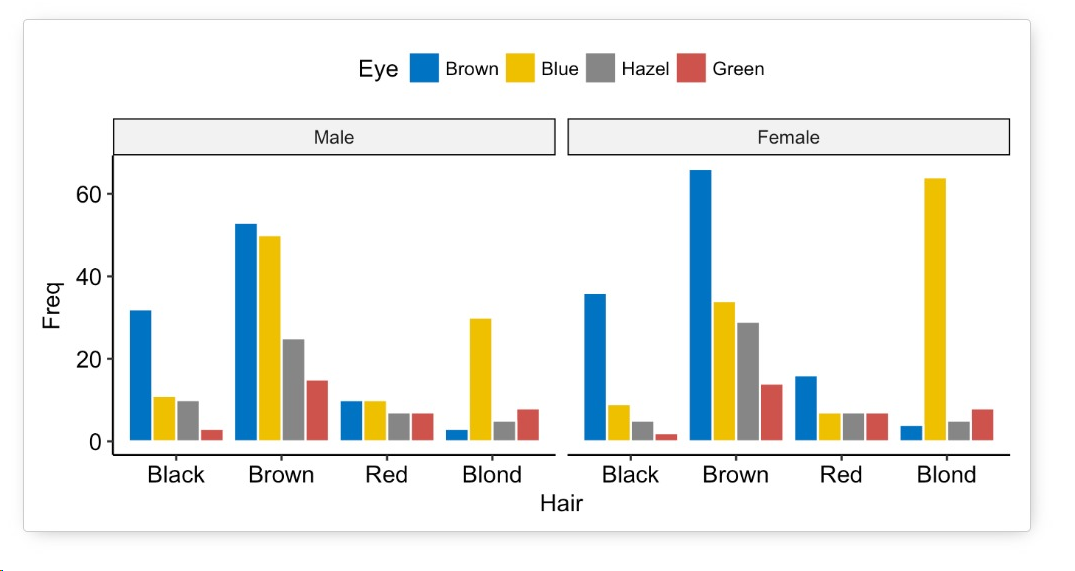 Eye Brown Blue Hazel Green
Male Female
60
40
20
0
Freq
Black Brown Red Blond Black Brown Red Blond
Hair